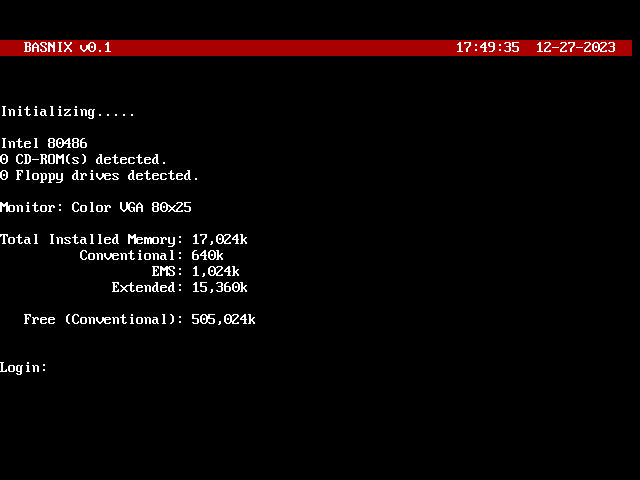 BASNIX v0.1 17:49:35 12-27-2023
Initializing.....
Intel 80486
0 CD-ROM(s) detected.
0 Floppy drives detected.
Monitor: Color VGA 80x25
Total Installed Memory: 17,024k
Conventional: 640k
EMS: 1,024k
Extended: 15,360k
Free (Conventional): 505,024k
Login: